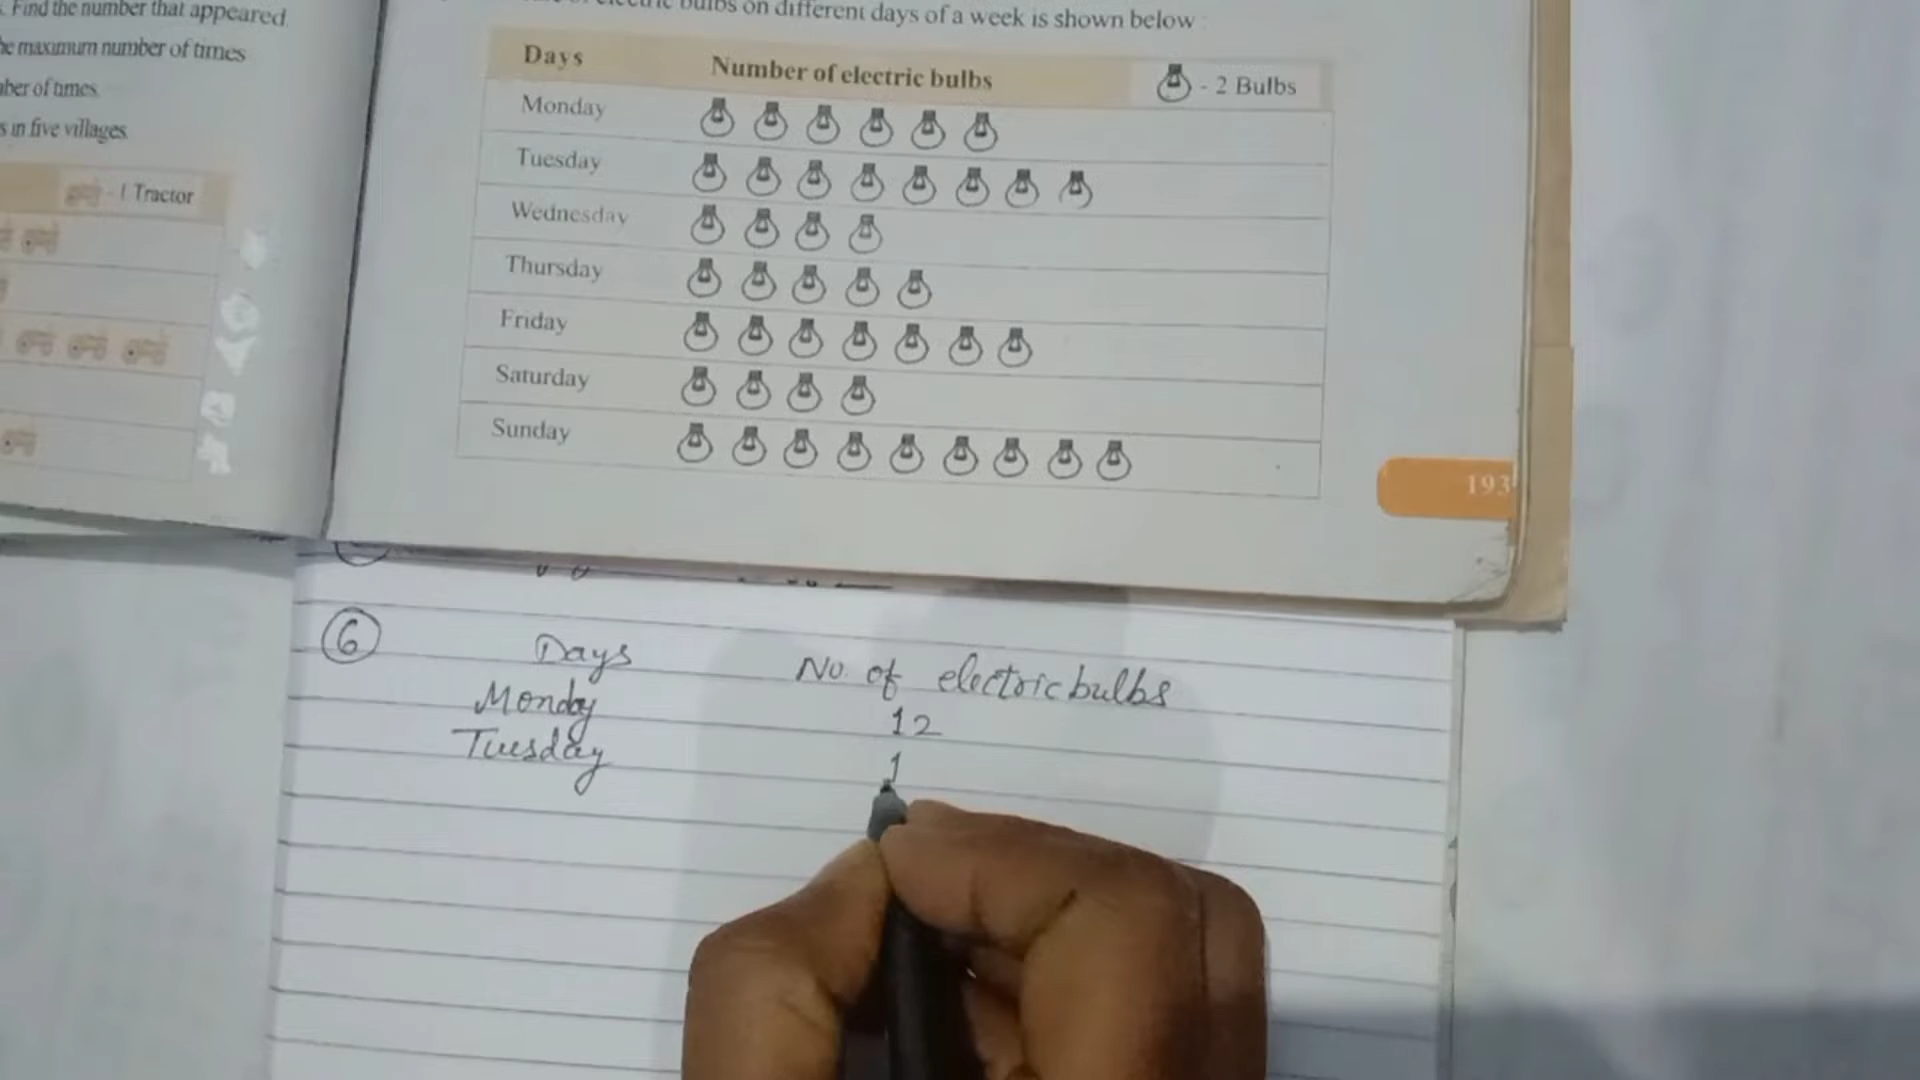 . Find the number that appeared
he maximum number of times
ber of times.
s in five villages.
- 1 Tractor
bulbs on different days of a week is shown below :
Days Number of electric bulbs - 2 Bulbs
Monday
Tuesday
Wednesday
Thursday
Friday
Saturday
Sunday
193
6 Days No. of electric bulbs
Monday 12
Tuesday 1